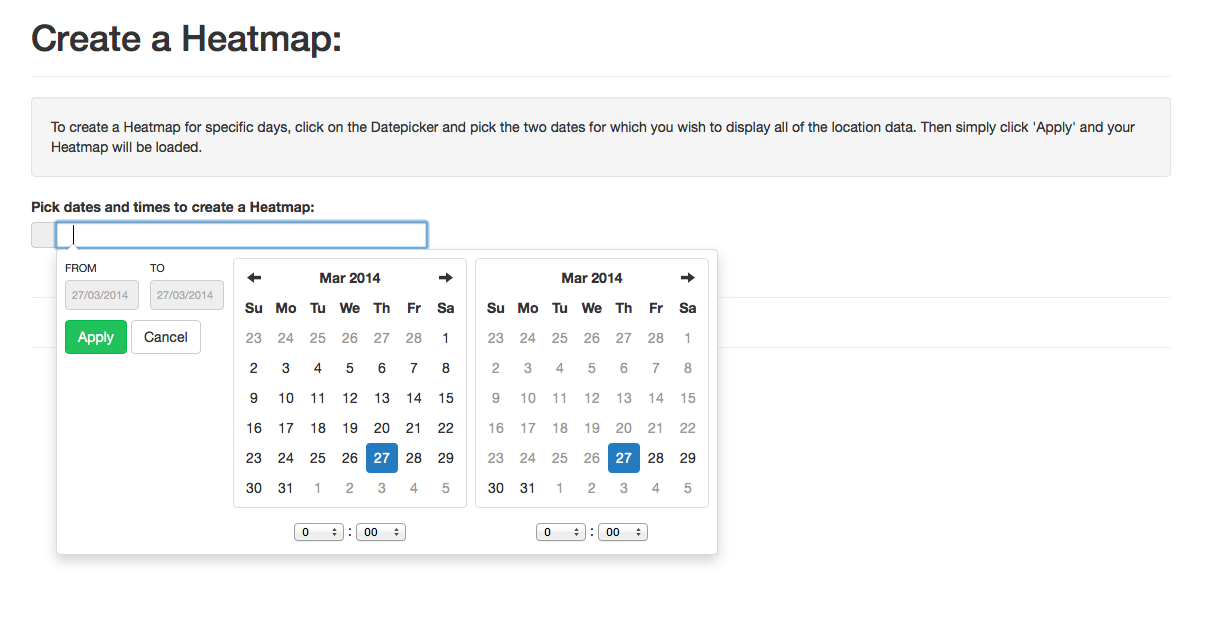 Create a Heatmap:
To create a Heatmap for specific days, click on the Datepicker and pick the two dates for which you wish to display all of the location data. Then simply click 'Apply' and your
Heatmap will be loaded.
Pick dates and times to create a Heatmap:
FROM TO
27/03/2014 27/03/2014
Apply Cancel
Mar 2014
Su Mo Tu We Th Fr Sa
23 24 25 26 27 28 1
2 3 4 5 6 7 8
9 10 11 12 13 14 15
16 17 18 19 20 21 22
23 24 25 26 27 28 29
30 31 1 2 3 4 5
0 : 00
Mar 2014
Su Mo Tu We Th Fr Sa
23 24 25 26 27 28 1
2 3 4 5 6 7 8
9 10 11 12 13 14 15
16 17 18 19 20 21 22
23 24 25 26 27 28 29
30 31 1 2 3 4 5
0 : 00